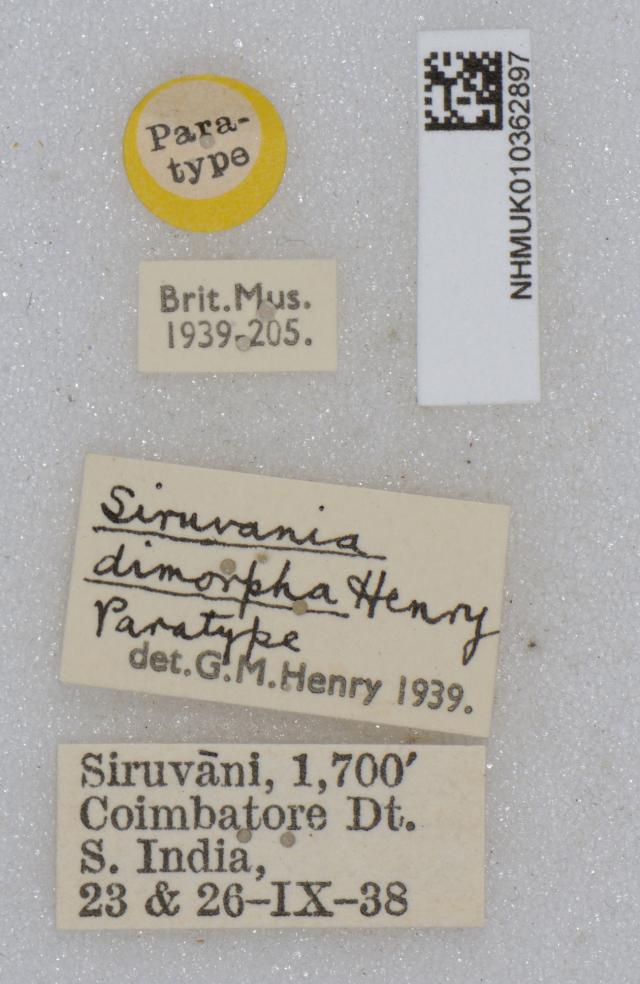 Para-
type
NHMUK010362897
Brit.Mus.
1939-205.
Siruvania
dimorpha Henry
Paratype
det.G.M.Henry 1939.
Siruvāni, 1,700′
Coimbatore Dt.
S. India,
23 & 26–IX–38